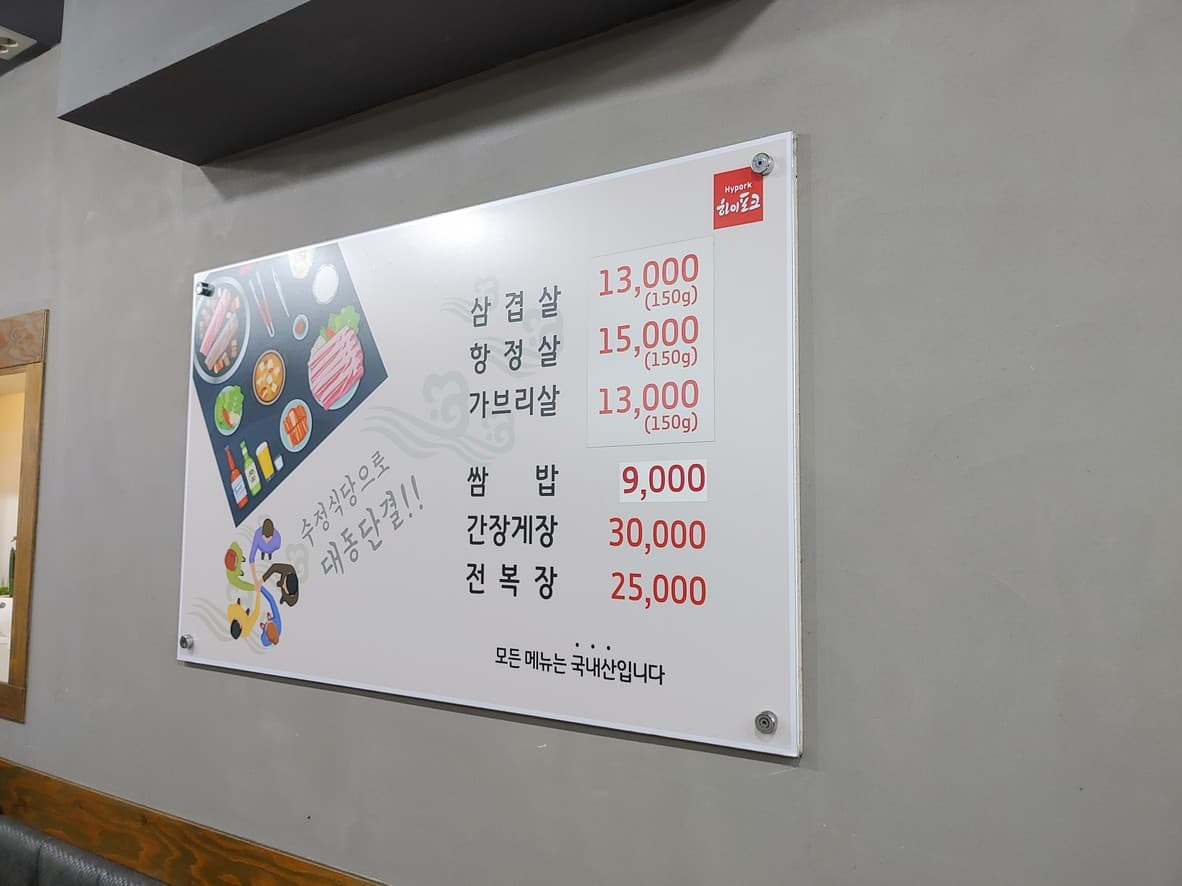 Hypork
하이포크
삼겹살 13,000
(150g)
항정살 15,000
(150g)
가브리살 13,000
(150g)
쌈 밥 9,000
간장게장 30,000
전복장 25,000
수정식당으로
대동단결!!
모든 메뉴는 국내산입니다